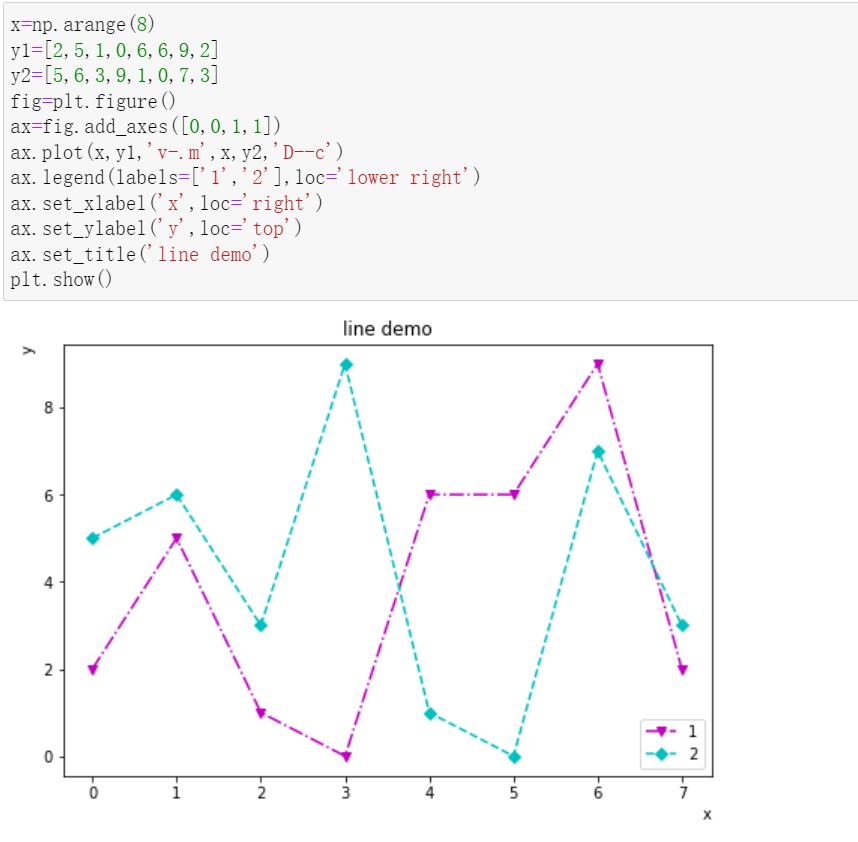 x=np.arange(8)
y1=[2,5,1,0,6,6,9,2]
y2=[5,6,3,9,1,0,7,3]
fig=plt.figure()
ax=fig.add_axes([0,0,1,1])
ax.plot(x,y1,'v-.m',x,y2,'D--c')
ax.legend(labels=['1','2'],loc='lower right')
ax.set_xlabel('x',loc='right')
ax.set_ylabel('y',loc='top')
ax.set_title('line demo')
plt.show()
line demo
y
8
6
4
2
0
1
2
0 1 2 3 4 5 6 7
x